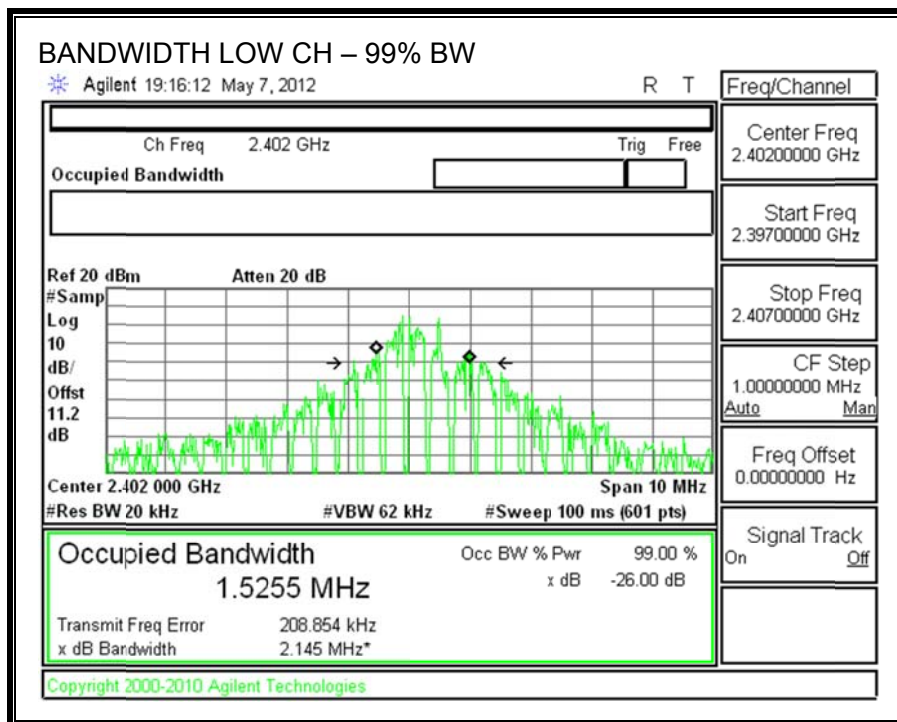 BANDWIDTH LOW CH – 99% BW
Agilent 19:16:12 May 7, 2012 R T
Ch Freq 2.402 GHz Trig Free
Occupied Bandwidth
Ref 20 dBm Atten 20 dB
#Samp
Log
10
dB/
Offst
11.2
dB
Center 2.402 000 GHz Span 10 MHz
#Res BW 20 kHz #VBW 62 kHz #Sweep 100 ms (601 pts)
Occupied Bandwidth Occ BW % Pwr 99.00 %
1.5255 MHz x dB -26.00 dB
Transmit Freq Error 208.854 kHz
x dB Bandwidth 2.145 MHz*
Copyright 2000-2010 Agilent Technologies
Freq/Channel
Center Freq
2.40200000 GHz
Start Freq
2.39700000 GHz
Stop Freq
2.40700000 GHz
CF Step
1.00000000 MHz
Auto Man
Freq Offset
0.00000000 Hz
Signal Track
On Off